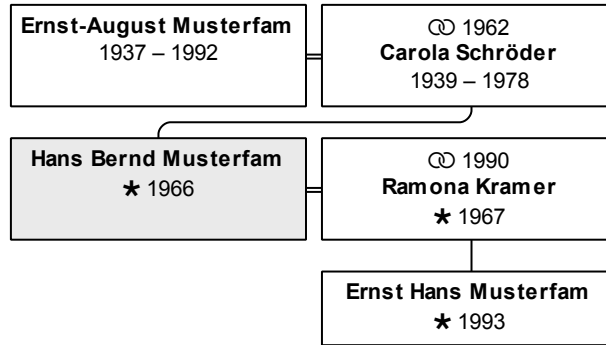 Ernst-August Musterfam
1937 – 1992
⚭ 1962
Carola Schröder
1939 – 1978
Hans Bernd Musterfam
★ 1966
⚭ 1990
Ramona Kramer
★ 1967
Ernst Hans Musterfam
★ 1993